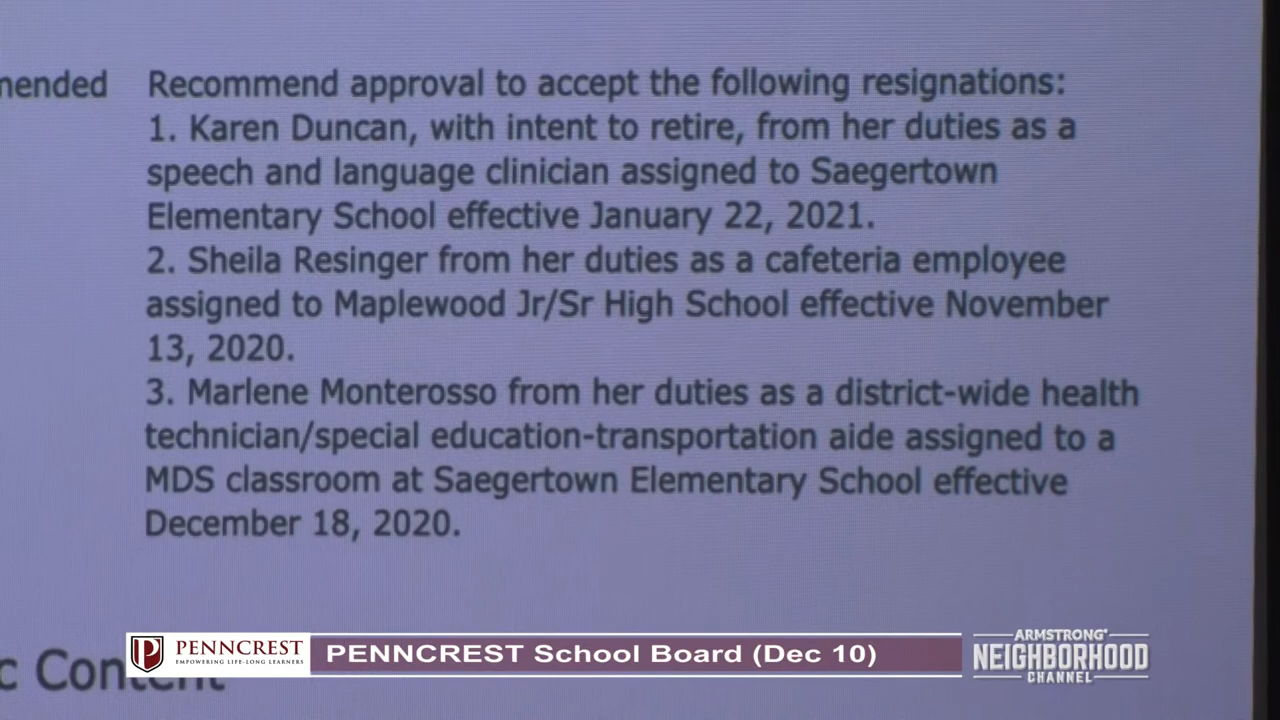 mended
Recommend approval to accept the following resignations:
1. Karen Duncan, with intent to retire, from her duties as a
speech and language clinician assigned to Saegertown
Elementary School effective January 22, 2021.
2. Sheila Resinger from her duties as a cafeteria employee
assigned to Maplewood Jr/Sr High School effective November
13, 2020.
3. Marlene Monterosso from her duties as a district-wide health
technician/special education-transportation aide assigned to a
MDS classroom at Saegertown Elementary School effective
December 18, 2020.
c Content
PENNCREST
EMPOWERING LIFE-LONG LEARNERS
PENNCREST School Board (Dec 10)
ARMSTRONG®
NEIGHBORHOOD
CHANNEL